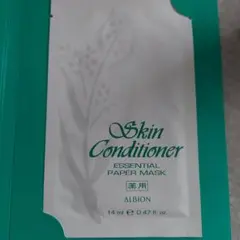 Skin
Conditioner
ESSENTIAL
PAPER MASK
薬用
ALBION
14 ml ℮ 0.47 fl. oz.